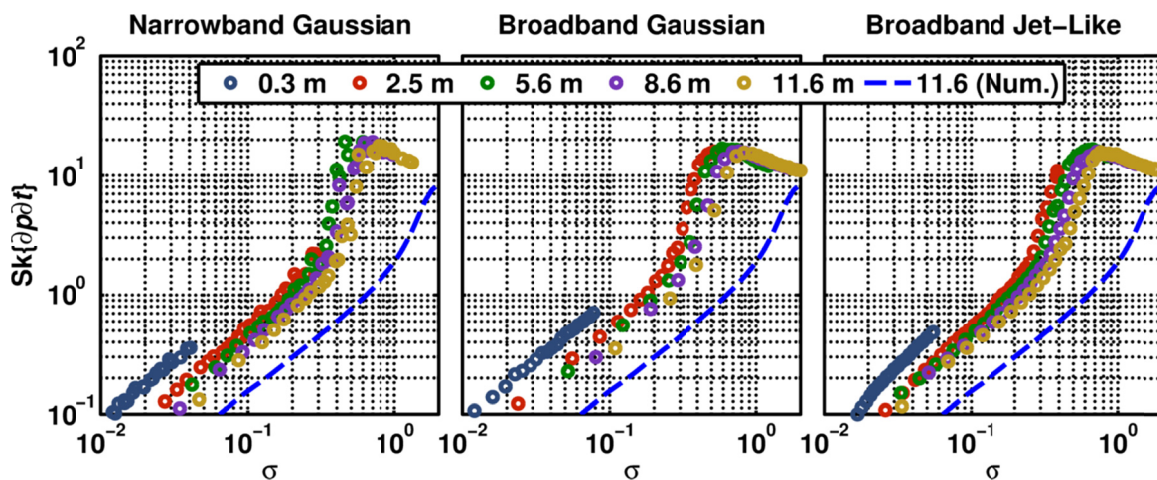 Narrowband Gaussian Broadband Gaussian Broadband Jet-Like
0.3 m 2.5 m 5.6 m 8.6 m 11.6 m 11.6 (Num.)
Sk{∂p∂t}
10²
10¹
10⁰
10⁻¹
10⁻² 10⁻¹ 10⁰ 10⁻² 10⁻¹ 10⁰ 10⁻² 10⁻¹ 10⁰
σ σ σ